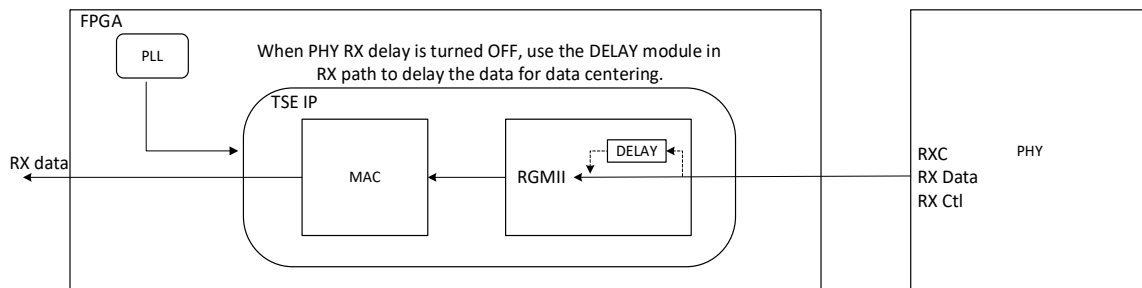 FPGA
PLL
When PHY RX delay is turned OFF, use the DELAY module in
RX path to delay the data for data centering.
TSE IP
DELAY
RX data
MAC
RGMII
RXC
PHY
RX Data
RX Ctl